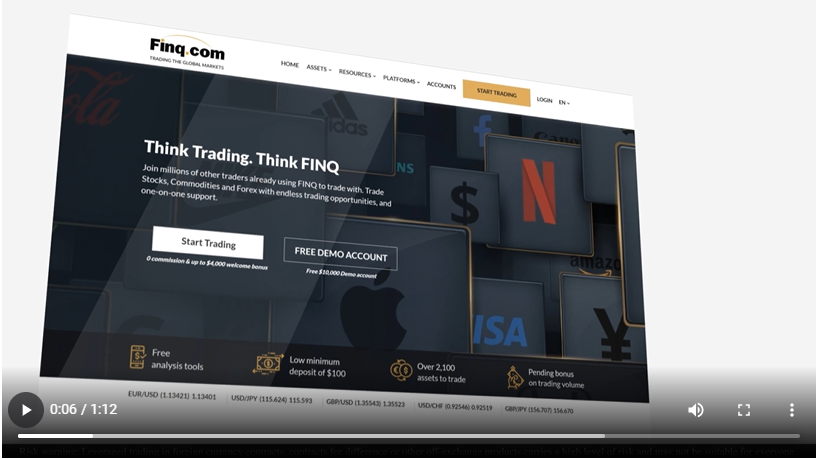 Finq.com
TRADING THE GLOBAL MARKETS
HOME ASSETS RESOURCES PLATFORMS ACCOUNTS START TRADING LOGIN EN
Cola
adidas
Canon
NS
Think Trading. Think FINQ
Join millions of other traders already using FINQ to trade with. Trade
Stocks, Commodities and Forex with endless trading opportunities, and
one-on-one support.
$
N
amazon
Start Trading
FREE DEMO ACCOUNT
0 commission & up to $4,000 welcome bonus
Free $10,000 Demo account
VISA
¥
Free
analysis tools
Low minimum
deposit of $100
Over 2,100
assets to trade
Pending bonus
on trading volume
EUR/USD (1.13421) 1.13401 USD/JPY (115.624) 115.593 GBP/USD (1.35543) 1.35523 USD/CHF (0.92546) 0.92519 GBP/JPY (156.707) 156.670
0:06 / 1:12